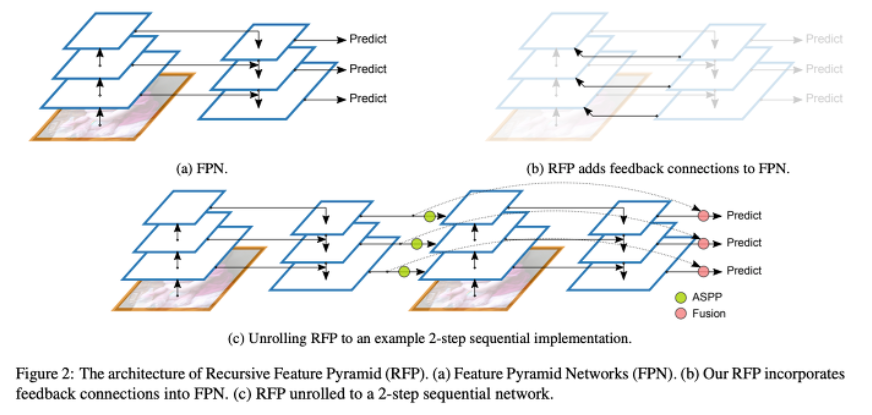 Predict
Predict
Predict
Predict
Predict
Predict
(a) FPN.
(b) RFP adds feedback connections to FPN.
Predict
Predict
Predict
ASPP
Fusion
(c) Unrolling RFP to an example 2-step sequential implementation.
Figure 2: The architecture of Recursive Feature Pyramid (RFP). (a) Feature Pyramid Networks (FPN). (b) Our RFP incorporates
feedback connections into FPN. (c) RFP unrolled to a 2-step sequential network.